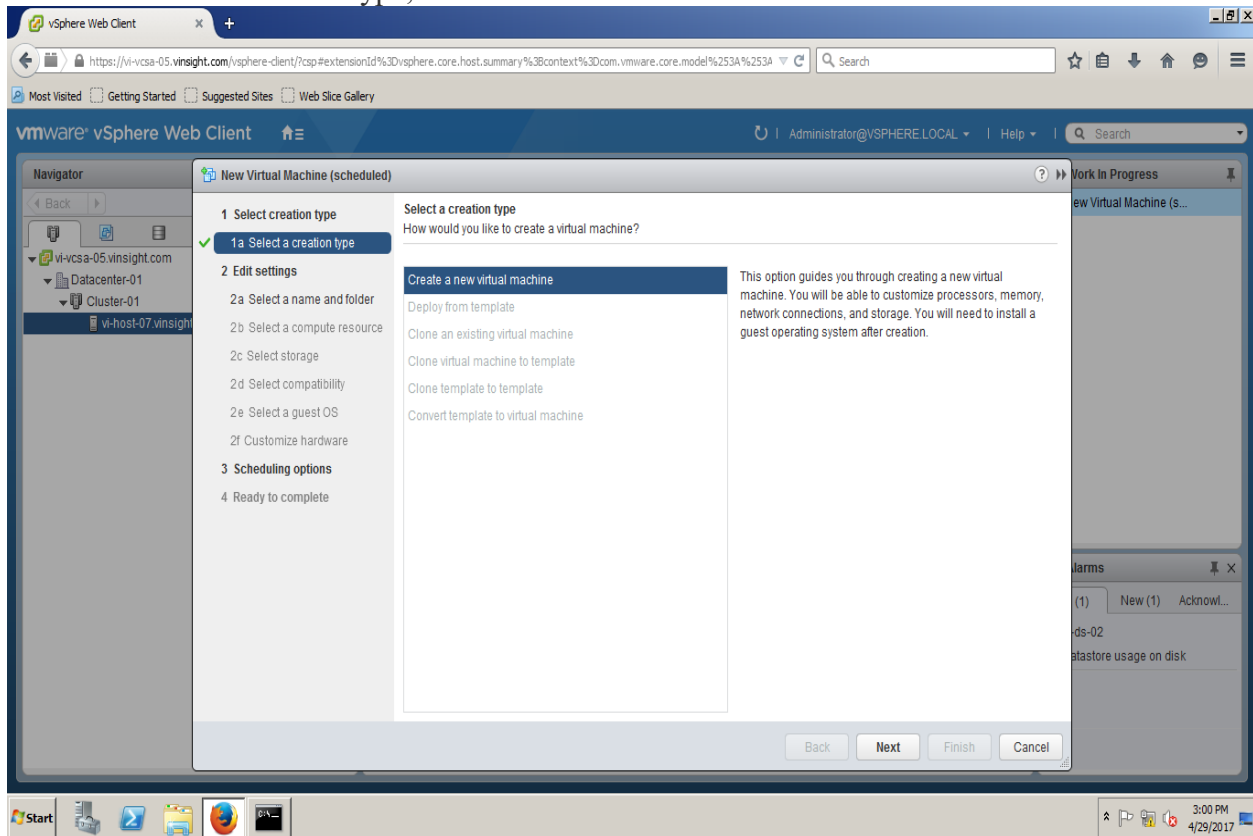 vSphere Web Client
https://vi-vcsa-05.vinsight.com/vsphere-client/?csp#extensionId%3Dvsphere.core.host.summary%3Bcontext%3Dcom.vmware.core.model%253A%253A
Search
Most Visited Getting Started Suggested Sites Web Slice Gallery
vmware® vSphere Web Client
Administrator@VSPHERE.LOCAL Help Search
Navigator
Back
vi-vcsa-05.vinsight.com
Datacenter-01
Cluster-01
vi-host-07.vinsight
New Virtual Machine (scheduled)
1 Select creation type
1a Select a creation type
2 Edit settings
2a Select a name and folder
2b Select a compute resource
2c Select storage
2d Select compatibility
2e Select a guest OS
2f Customize hardware
3 Scheduling options
4 Ready to complete
Select a creation type
How would you like to create a virtual machine?
Create a new virtual machine
Deploy from template
Clone an existing virtual machine
Clone virtual machine to template
Clone template to template
Convert template to virtual machine
This option guides you through creating a new virtual
machine. You will be able to customize processors, memory,
network connections, and storage. You will need to install a
guest operating system after creation.
Back Next Finish Cancel
Work In Progress
ew Virtual Machine (s...
larms
(1) New (1) Acknowl...
-ds-02
atastore usage on disk
Start
3:00 PM
4/29/2017